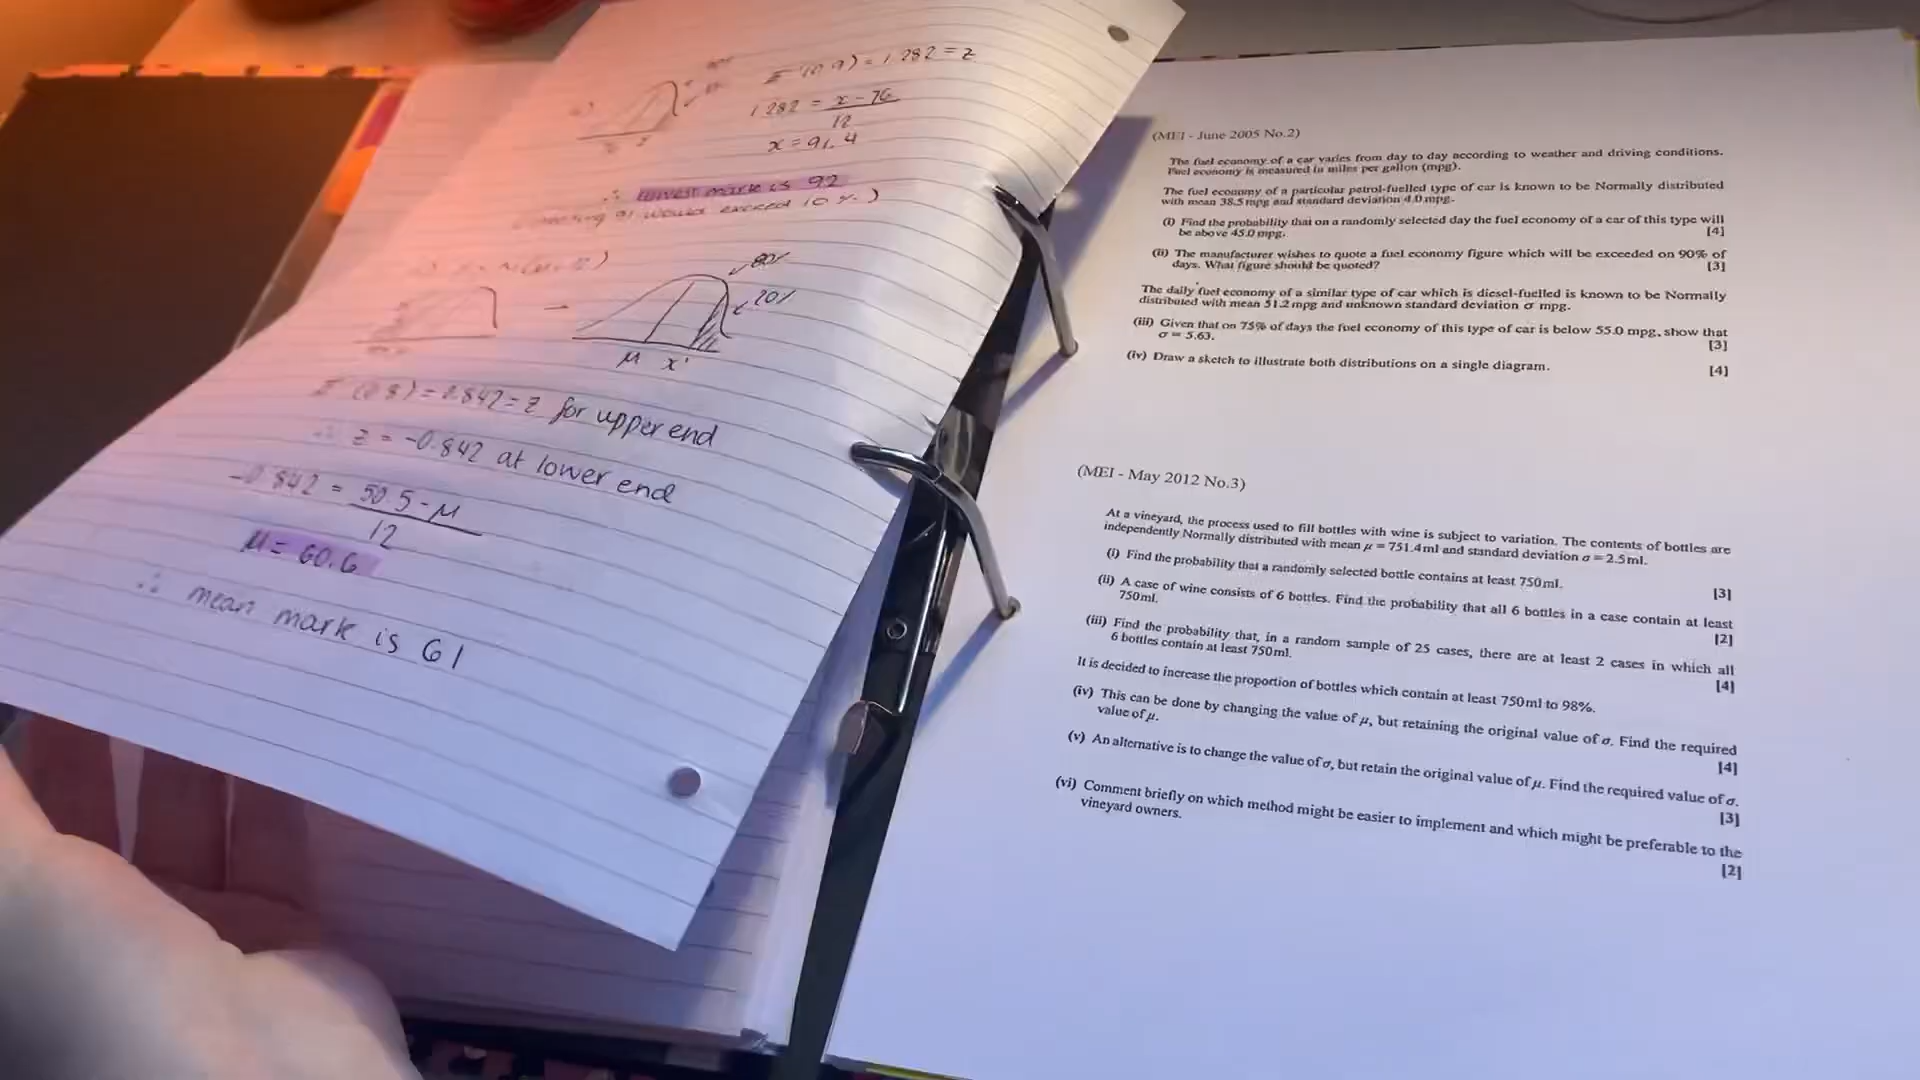 (0.9) = 1.282 = z
1.282 = x - 76
12
x = 91.4
∴ lowest mark is 92
would exceed 10%)
80%
20%
μ x'
(0.8) = 0.842 = z for upper end
z = -0.842 at lower end
-0.842 = 50.5 - μ
12
μ = 60.6
∴ mean mark is 61
(MEI - June 2005 No.2)
The fuel economy of a car varies from day to day according to weather and driving conditions.
Fuel economy is measured in miles per gallon (mpg).
The fuel economy of a particular petrol-fuelled type of car is known to be Normally distributed
with mean 38.5 mpg and standard deviation 4.0 mpg.
(i) Find the probability that on a randomly selected day the fuel economy of a car of this type will
be above 45.0 mpg. [4]
(ii) The manufacturer wishes to quote a fuel economy figure which will be exceeded on 90% of
days. What figure should be quoted? [3]
The daily fuel economy of a similar type of car which is diesel-fuelled is known to be Normally
distributed with mean 51.2 mpg and unknown standard deviation σ mpg.
(iii) Given that on 75% of days the fuel economy of this type of car is below 55.0 mpg, show that
σ = 5.63. [3]
(iv) Draw a sketch to illustrate both distributions on a single diagram. [4]
(MEI - May 2012 No.3)
At a vineyard, the process used to fill bottles with wine is subject to variation. The contents of bottles are
independently Normally distributed with mean μ = 751.4 ml and standard deviation σ = 2.5 ml.
(i) Find the probability that a randomly selected bottle contains at least 750 ml. [3]
(ii) A case of wine consists of 6 bottles. Find the probability that all 6 bottles in a case contain at least
750 ml. [2]
(iii) Find the probability that, in a random sample of 25 cases, there are at least 2 cases in which all
6 bottles contain at least 750 ml. [4]
It is decided to increase the proportion of bottles which contain at least 750 ml to 98%.
(iv) This can be done by changing the value of μ, but retaining the original value of σ. Find the required
value of μ. [4]
(v) An alternative is to change the value of σ, but retain the original value of μ. Find the required value of σ.
[3]
(vi) Comment briefly on which method might be easier to implement and which might be preferable to the
vineyard owners. [2]